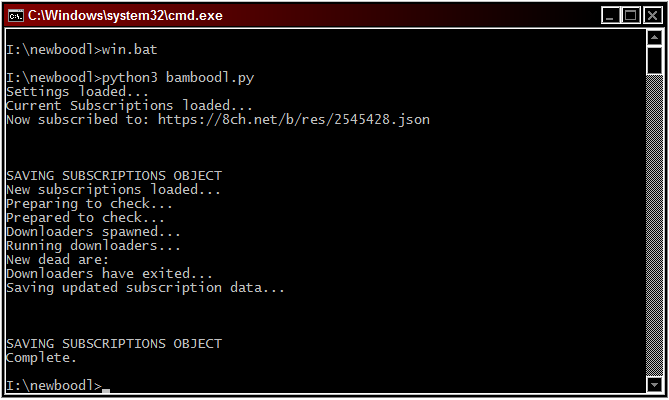 C:\Windows\system32\cmd.exe
I:\newboodl>win.bat
I:\newboodl>python3 bamboodl.py
Settings loaded...
Current Subscriptions loaded...
Now subscribed to: https://8ch.net/b/res/2545428.json
SAVING SUBSCRIPTIONS OBJECT
New subscriptions loaded...
Preparing to check...
Prepared to check...
Downloaders spawned...
Running downloaders...
New dead are:
Downloaders have exited...
Saving updated subscription data...
SAVING SUBSCRIPTIONS OBJECT
Complete.
I:\newboodl>